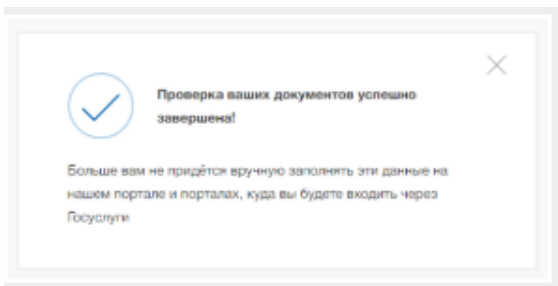 Проверка ваших документов успешно
завершена!
Больше вам не придётся вручную заполнять эти данные на
нашем портале и порталах, куда вы будете входить через
Госуслуги